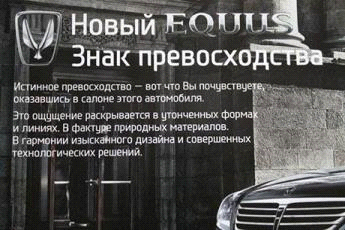 Новый EQUUS
Знак превосходства
Истинное превосходство — вот что Вы почувствуете,
оказавшись в салоне этого автомобиля.
Это ощущение раскрывается в утонченных формах
и линиях. В фактуре природных материалов.
В гармонии изысканного дизайна и совершенных
технологических решений.